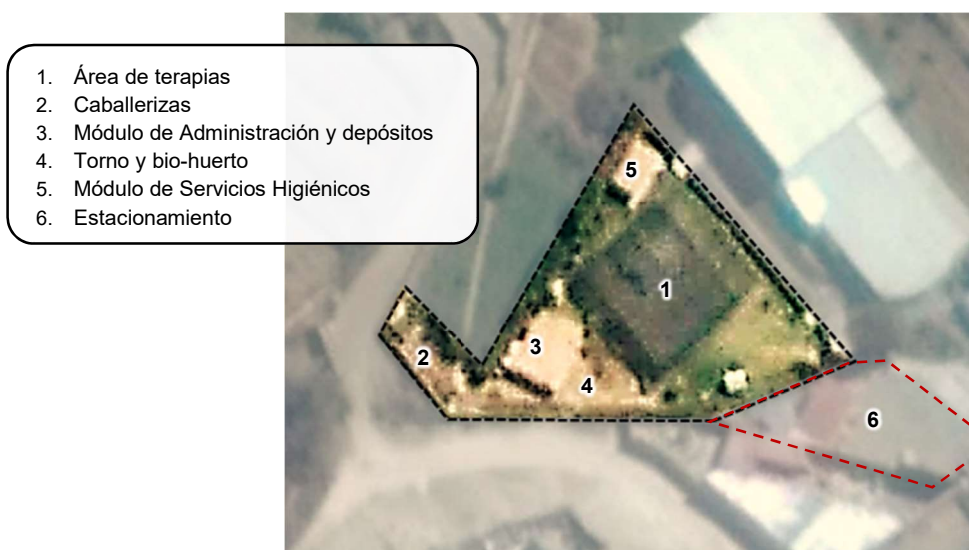 1. Área de terapias
2. Caballerizas
3. Módulo de Administración y depósitos
4. Torno y bio-huerto
5. Módulo de Servicios Higiénicos
6. Estacionamiento
5
1
3
2
4
6